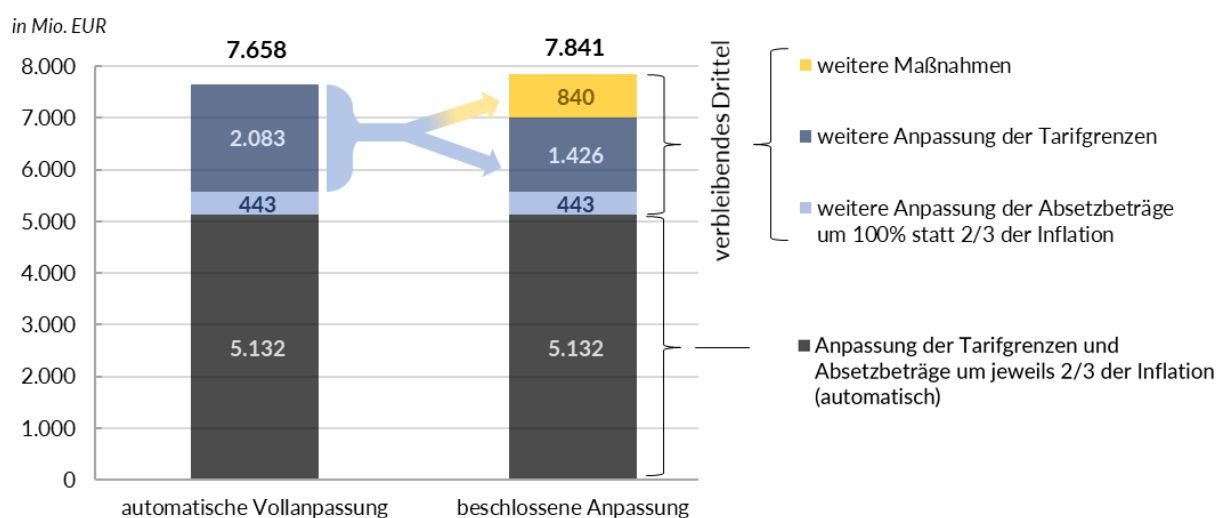 in Mio. EUR
7.658
7.841
8.000
7.000
6.000
5.000
4.000
3.000
2.000
1.000
0
2.083
443
5.132
840
1.426
443
5.132
automatische Vollanpassung
beschlossene Anpassung
verbleibendes Drittel
weitere Maßnahmen
weitere Anpassung der Tarifgrenzen
weitere Anpassung der Absetzbeträge
um 100% statt 2/3 der Inflation
Anpassung der Tarifgrenzen und
Absetzbeträge um jeweils 2/3 der Inflation
(automatisch)